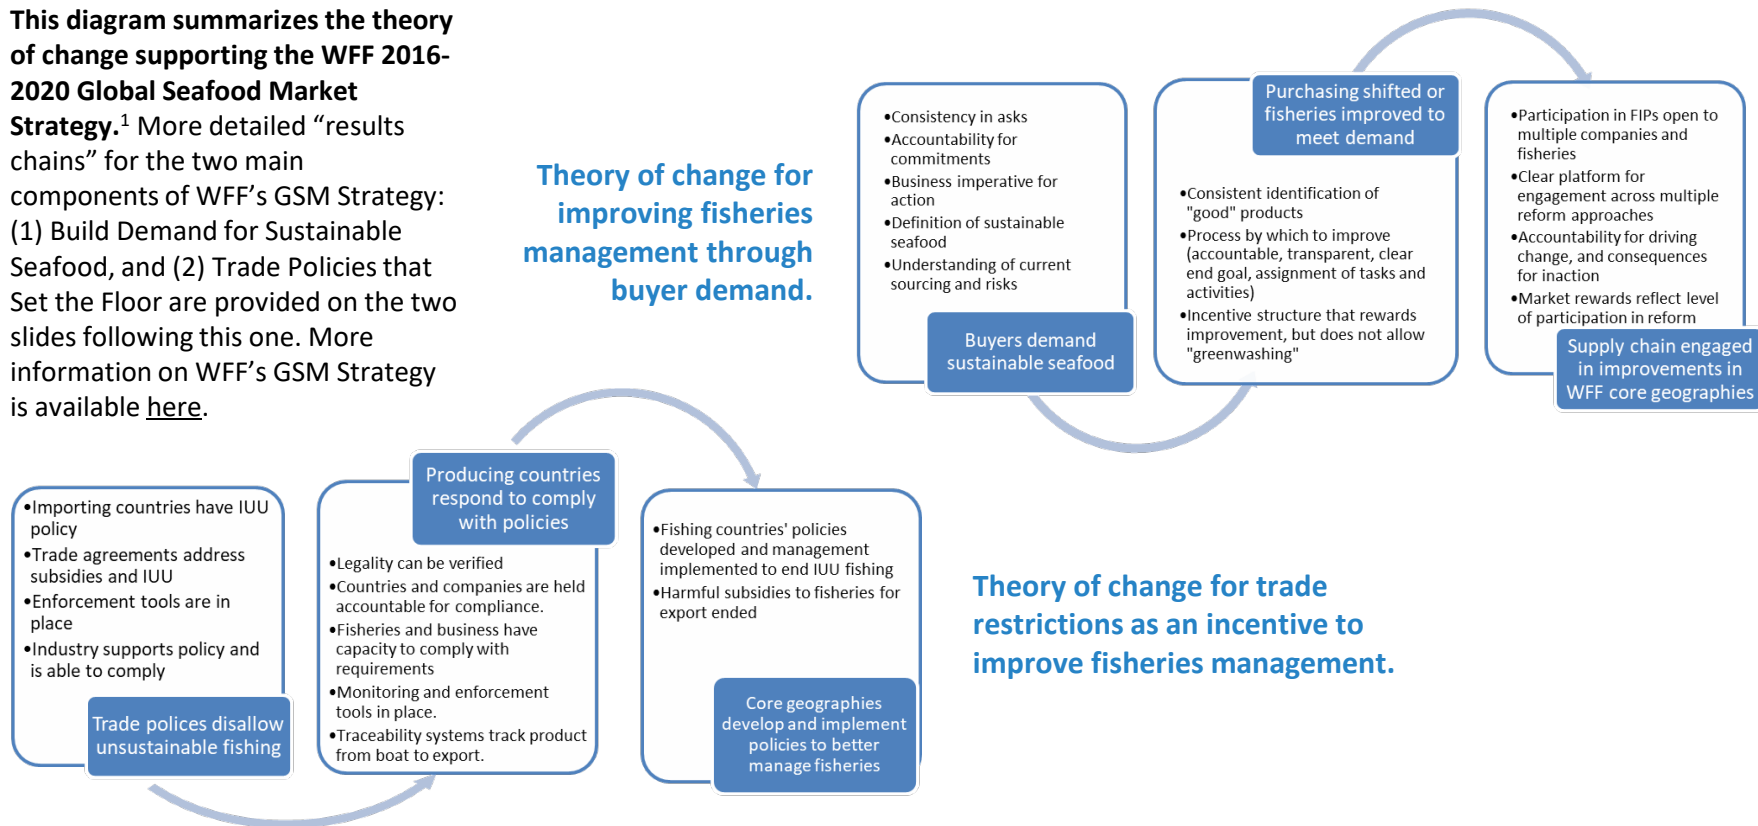 This diagram summarizes the theory
of change supporting the WFF 2016-
2020 Global Seafood Market
Strategy.1 More detailed “results
chains” for the two main
components of WFF’s GSM Strategy:
(1) Build Demand for Sustainable
Seafood, and (2) Trade Policies that
Set the Floor are provided on the two
slides following this one. More
information on WFF’s GSM Strategy
is available here.
Theory of change for
improving fisheries
management through
buyer demand.
•Consistency in asks
•Accountability for
commitments
•Business imperative for
action
•Definition of sustainable
seafood
•Understanding of current
sourcing and risks
Buyers demand
sustainable seafood
Purchasing shifted or
fisheries improved to
meet demand
•Consistent identification of
"good" products
•Process by which to improve
(accountable, transparent, clear
end goal, assignment of tasks and
activities)
•Incentive structure that rewards
improvement, but does not allow
"greenwashing"
•Participation in FIPs open to
multiple companies and
fisheries
•Clear platform for
engagement across multiple
reform approaches
•Accountability for driving
change, and consequences
for inaction
•Market rewards reflect level
of participation in reform
Supply chain engaged
in improvements in
WFF core geographies
•Importing countries have IUU
policy
•Trade agreements address
subsidies and IUU
•Enforcement tools are in
place
•Industry supports policy and
is able to comply
Trade polices disallow
unsustainable fishing
Producing countries
respond to comply
with policies
•Legality can be verified
•Countries and companies are held
accountable for compliance.
•Fisheries and business have
capacity to comply with
requirements
•Monitoring and enforcement
tools in place.
•Traceability systems track product
from boat to export.
•Fishing countries' policies
developed and management
implemented to end IUU fishing
•Harmful subsidies to fisheries for
export ended
Core geographies
develop and implement
policies to better
manage fisheries
Theory of change for trade
restrictions as an incentive to
improve fisheries management.